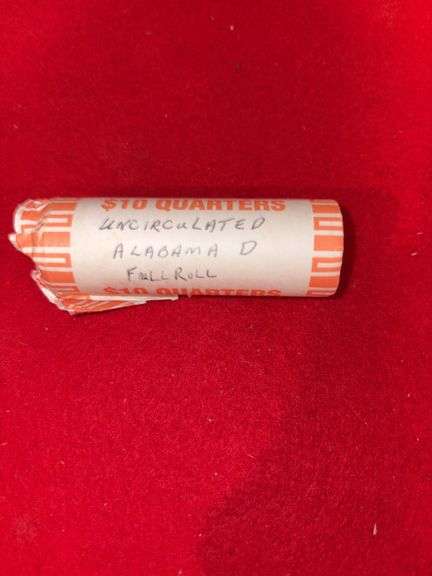 $10 QUARTERS
UNCIRCULATED
ALABAMA D
FULL ROLL
$10 QUARTERS